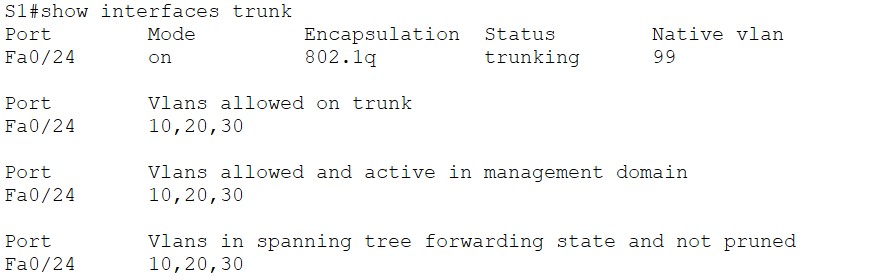 S1#show interfaces trunk
Port Mode Encapsulation Status Native vlan
Fa0/24 on 802.1q trunking 99
Port Vlans allowed on trunk
Fa0/24 10,20,30
Port Vlans allowed and active in management domain
Fa0/24 10,20,30
Port Vlans in spanning tree forwarding state and not pruned
Fa0/24 10,20,30